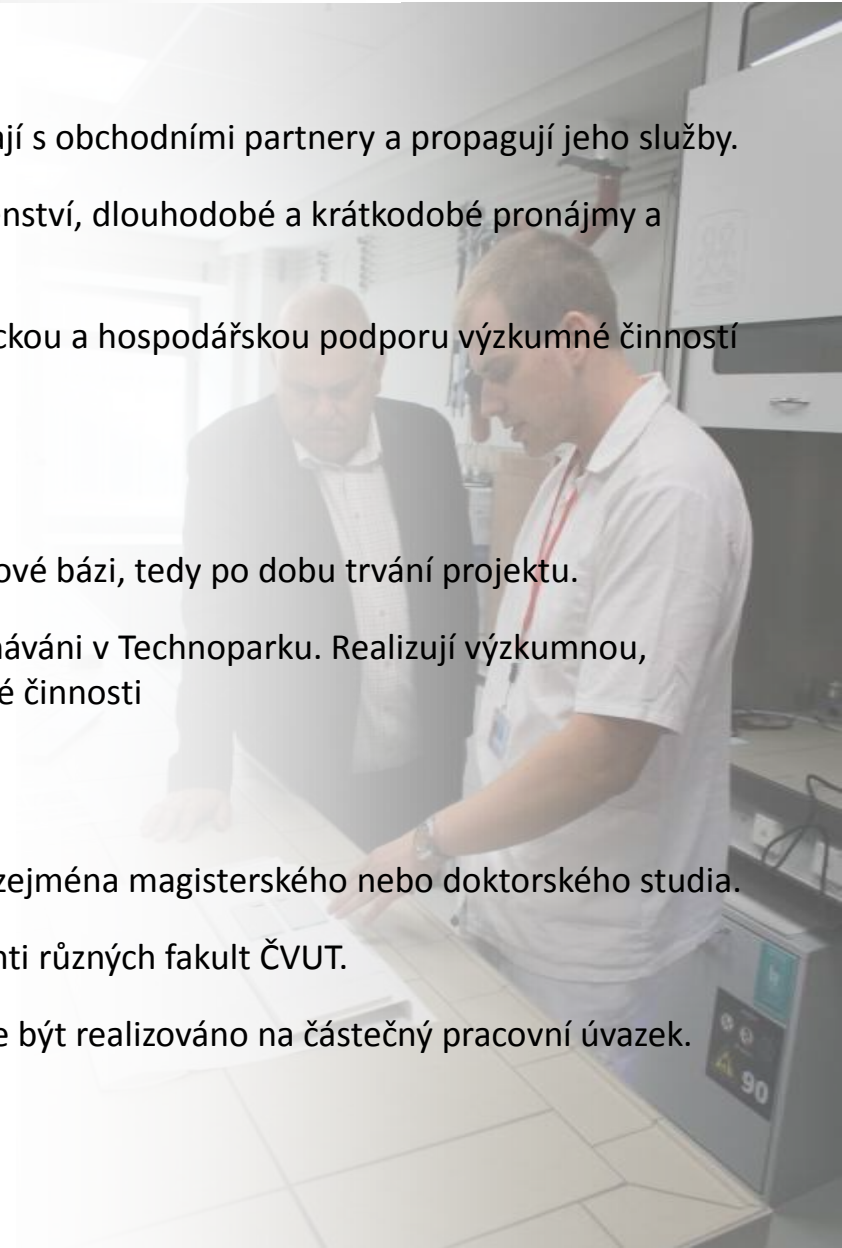 ají s obchodními partnery a propagují jeho služby.
nství, dlouhodobé a krátkodobé pronájmy a
ckou a hospodářskou podporu výzkumné činností
ové bázi, tedy po dobu trvání projektu.
náváni v Technoparku. Realizují výzkumnou,
é činnosti
zejména magisterského nebo doktorského studia.
nti různých fakult ČVUT.
e být realizováno na částečný pracovní úvazek.
90